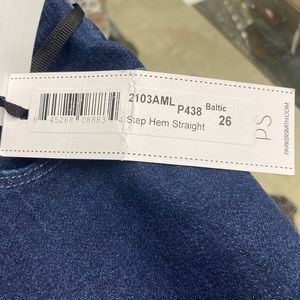 2103AML P438 Baltic
Step Hem Straight 26
8 45288 08883 4
PS
PARKERSMITH.COM